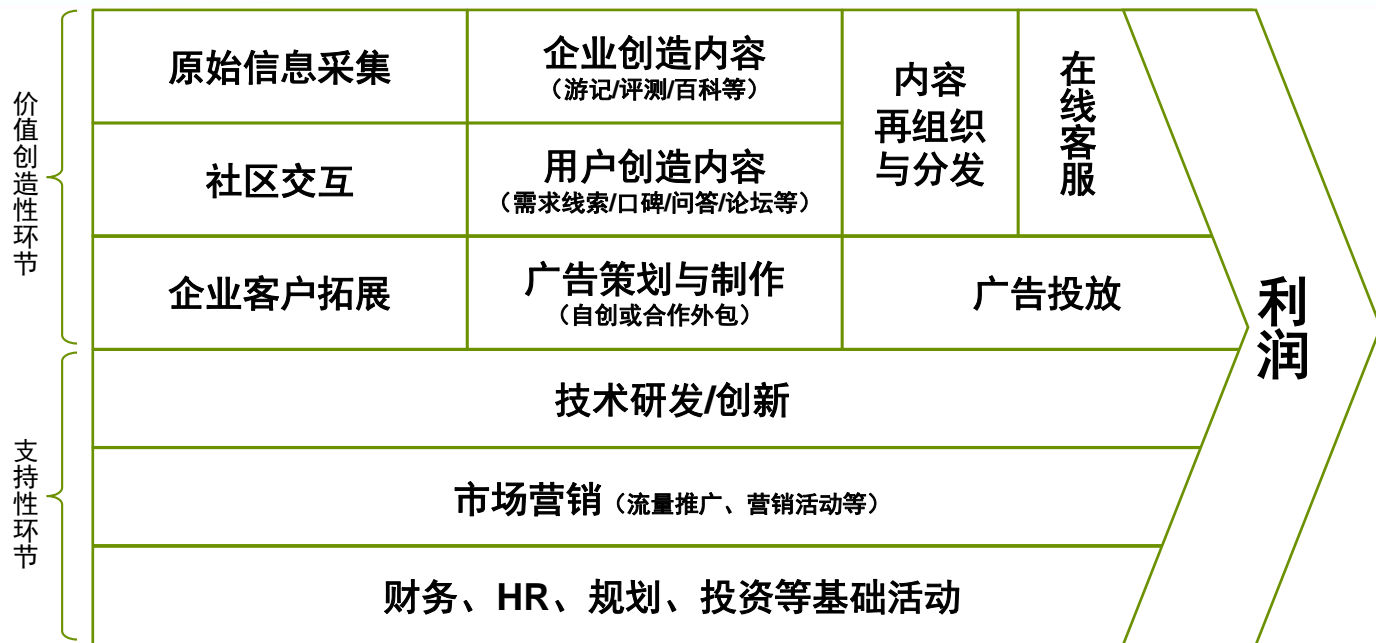 价值创造性环节
原始信息采集
企业创造内容
（游记/评测/百科等）
内容
再组织
与分发
在线客服
社区交互
用户创造内容
（需求线索/口碑/问答/论坛等）
企业客户拓展
广告策划与制作
（自创或合作外包）
广告投放
利润
支持性环节
技术研发/创新
市场营销（流量推广、营销活动等）
财务、HR、规划、投资等基础活动